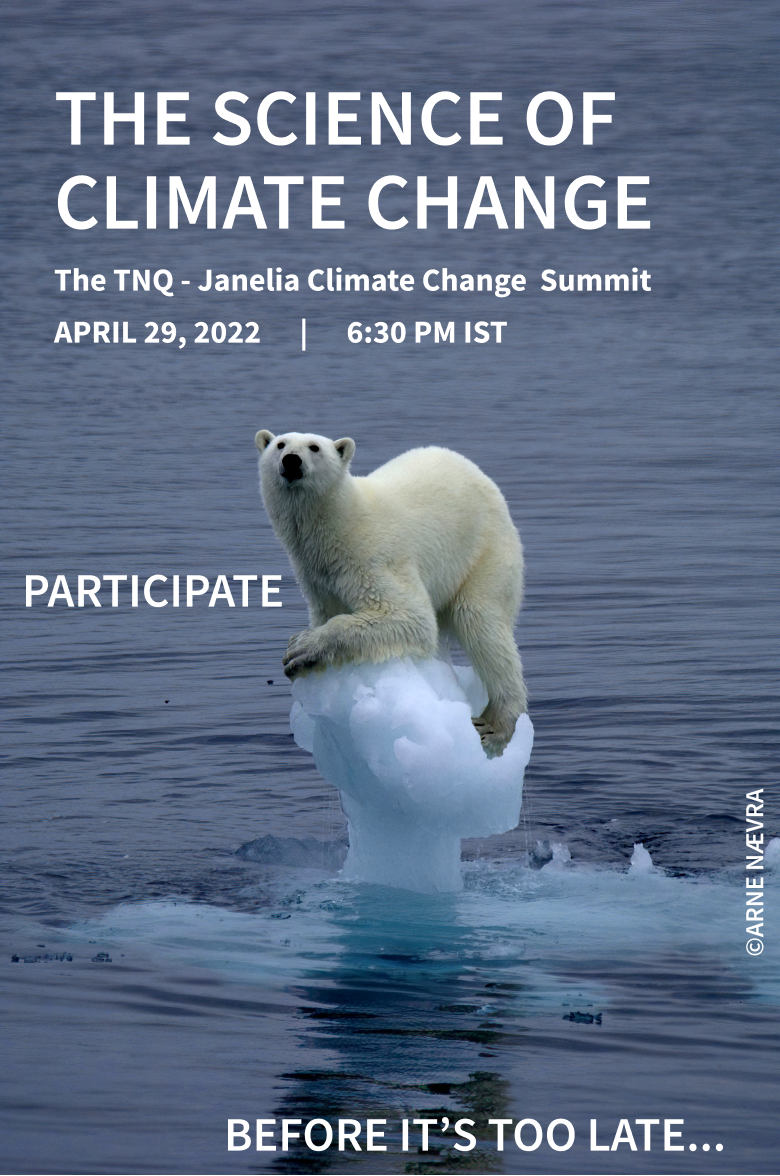 THE SCIENCE OF
CLIMATE CHANGE
The TNQ - Janelia Climate Change Summit
APRIL 29, 2022 | 6:30 PM IST
PARTICIPATE
©ARNE NÆVRA
BEFORE IT’S TOO LATE...